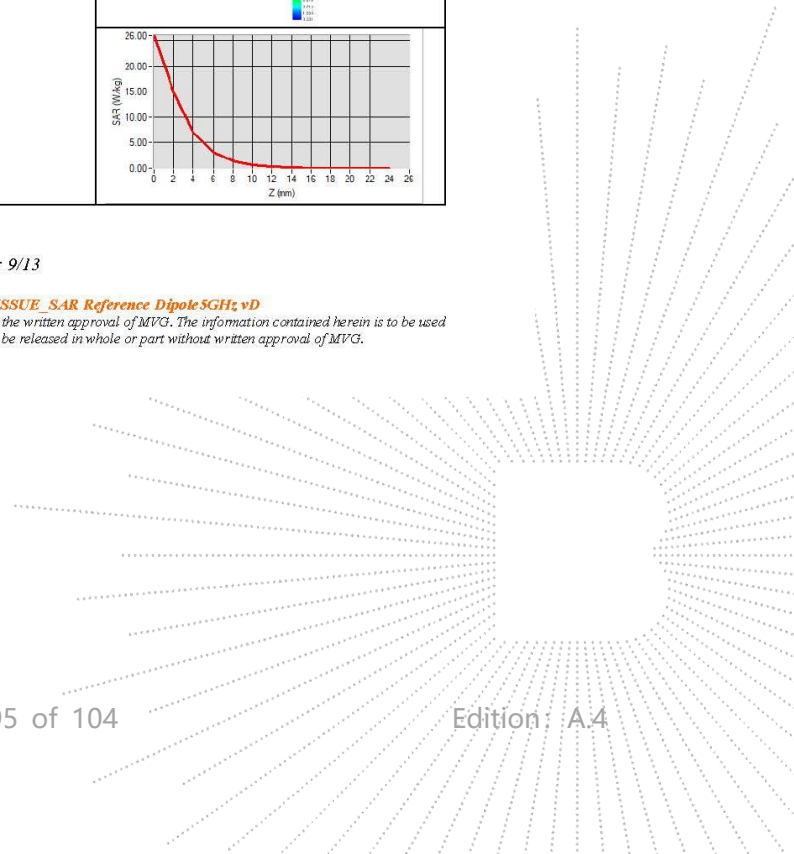 26.00
20.00
15.00
10.00
5.00
0.00
SAR (W/kg)
0 2 4 6 8 10 12 14 16 18 20 22 24 26
Z (mm)
: 9/13
SSUE_SAR Reference Dipole5GHz vD
the written approval of MVG. The information contained herein is to be used
be released in whole or part without written approval of MVG.
5 of 104
Edition: A.4